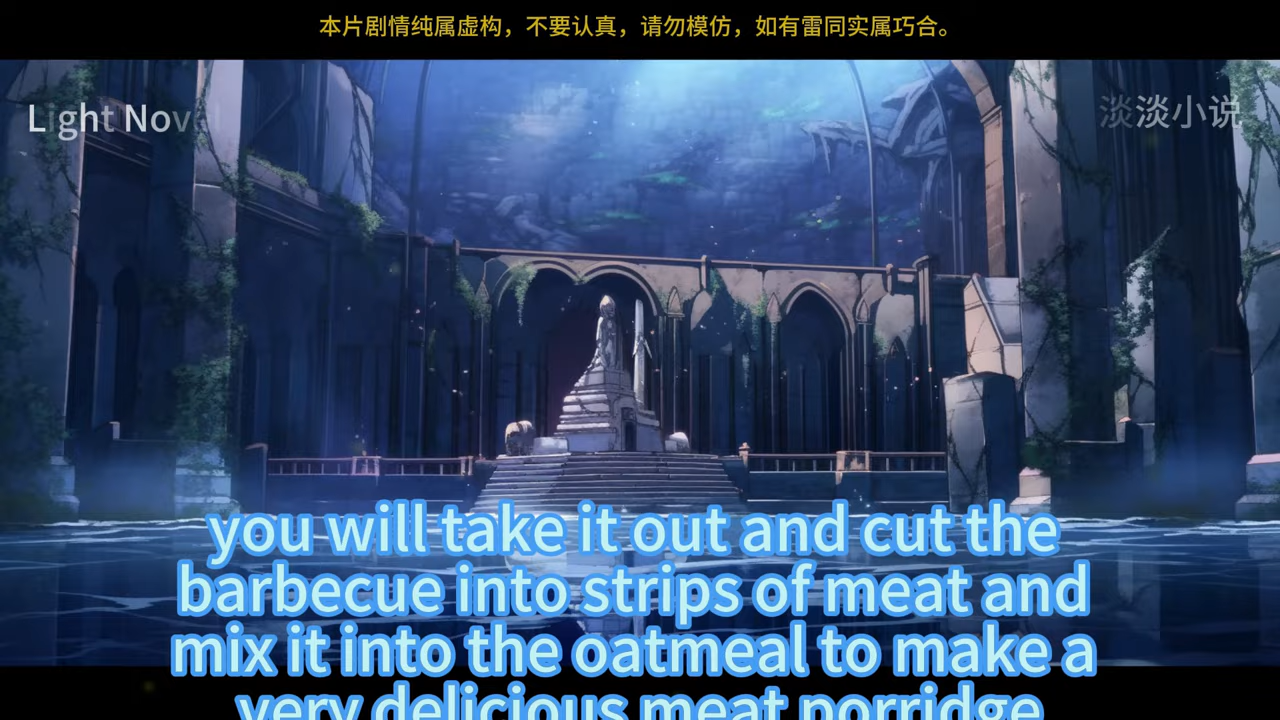 本片剧情纯属虚构，不要认真，请勿模仿，如有雷同实属巧合。
Light Nov
淡淡小说
you will take it out and cut the
barbecue into strips of meat and
mix it into the oatmeal to make a
very delicious meat porridge